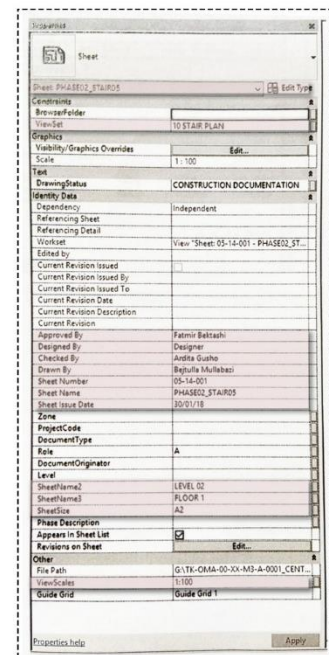 Properties
Sheet
Sheet: PHASE02_STAIR05 Edit Type
Constraints
BrowserFolder
ViewSet 10 STAIR PLAN
Graphics
Visibility/Graphics Overrides Edit...
Scale 1 : 100
Text
DrawingStatus CONSTRUCTION DOCUMENTATION
Identity Data
Dependency Independent
Referencing Sheet
Referencing Detail
Workset View "Sheet: 05-14-001 - PHASE02_ST...
Edited by
Current Revision Issued
Current Revision Issued By
Current Revision Issued To
Current Revision Date
Current Revision Description
Current Revision
Approved By Fatmir Bektashi
Designed By Designer
Checked By Ardita Gusho
Drawn By Bejtulla Mullabazi
Sheet Number 05-14-001
Sheet Name PHASE02_STAIR05
Sheet Issue Date 30/01/18
Zone
ProjectCode
DocumentType
Role A
DocumentOriginator
Level
SheetName2 LEVEL 02
SheetName3 FLOOR 1
SheetSize A2
Phase Description
Appears In Sheet List
Revisions on Sheet Edit...
Other
File Path G:\TK-OMA-00-XX-M3-A-0001_CENT...
ViewScales 1:100
Guide Grid Guide Grid 1
Properties help Apply